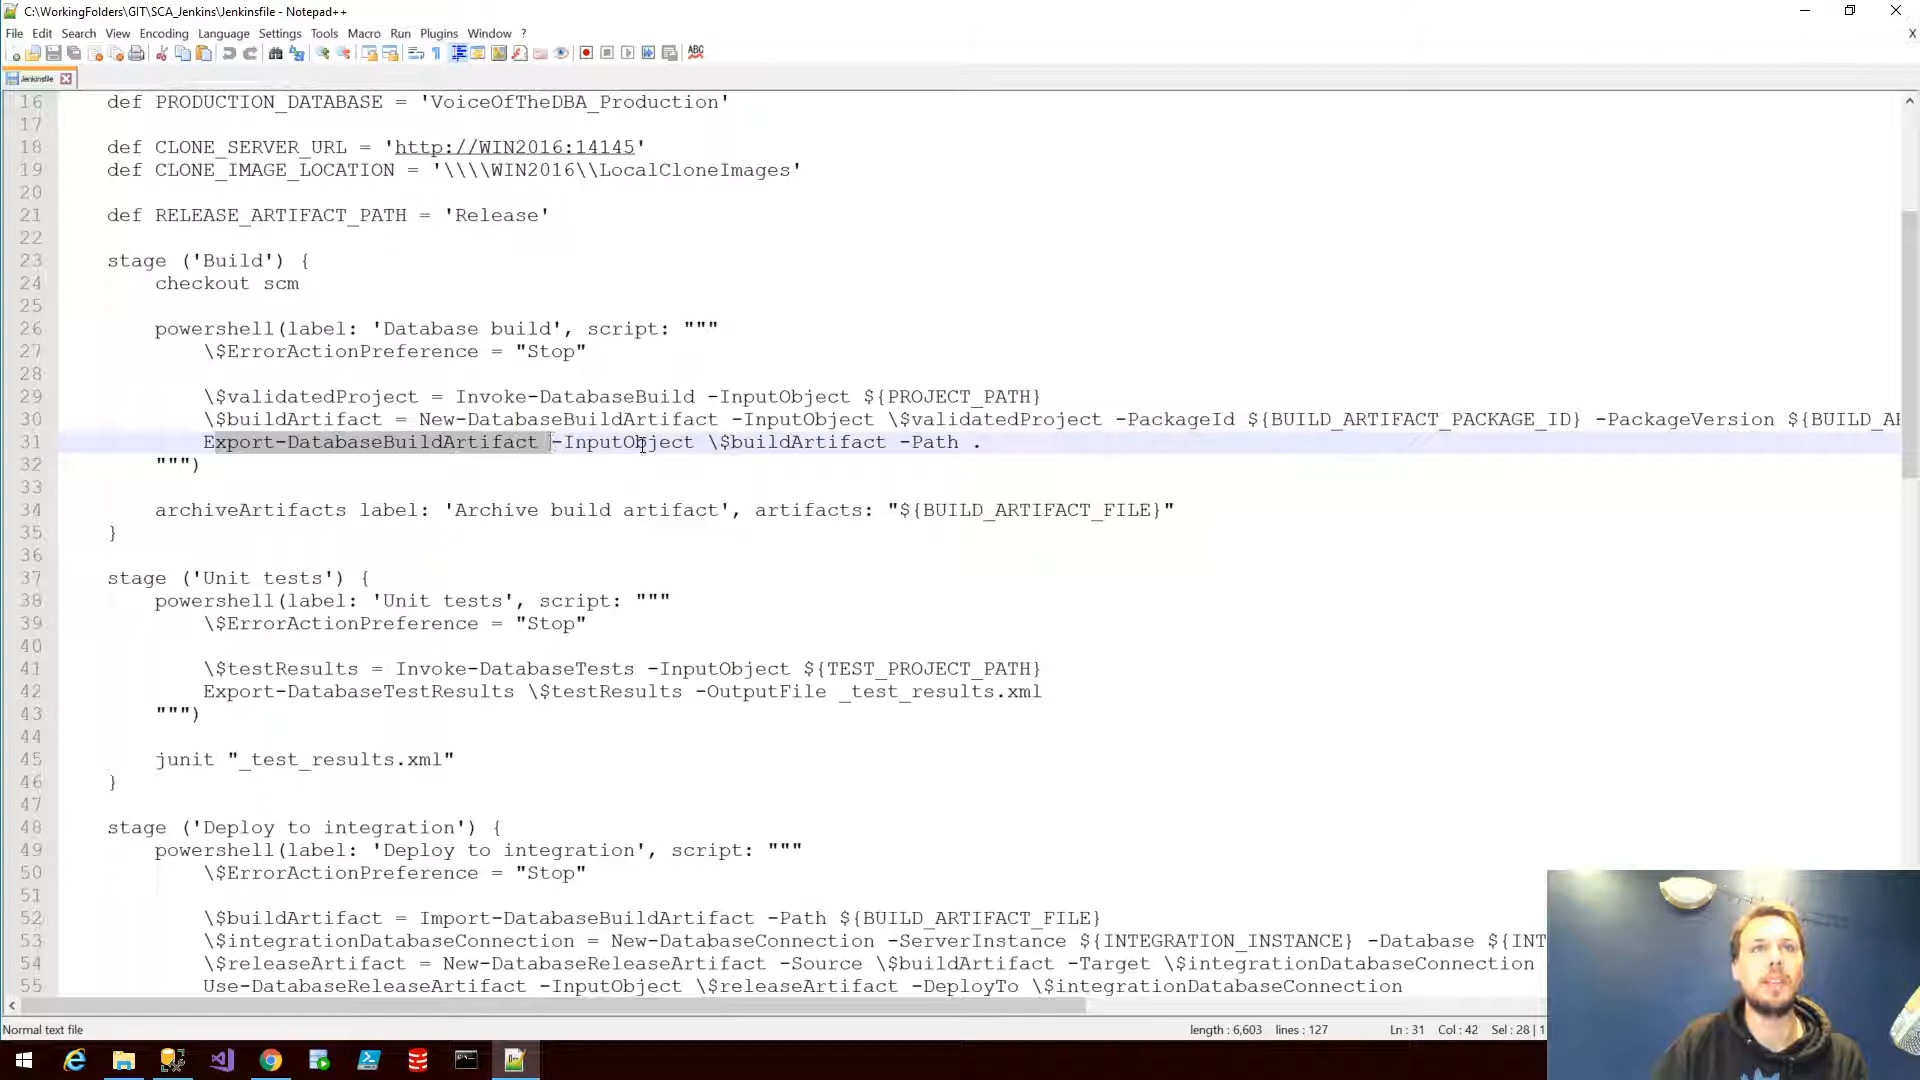 C:\WorkingFolders\GIT\SCA_Jenkins\Jenkinsfile - Notepad++
File Edit Search View Encoding Language Settings Tools Macro Run Plugins Window ?
Jenkinsfile
16 def PRODUCTION_DATABASE = 'VoiceOfTheDBA_Production'
17
18 def CLONE_SERVER_URL = 'http://WIN2016:14145'
19 def CLONE_IMAGE_LOCATION = '\\\\WIN2016\\LocalCloneImages'
20
21 def RELEASE_ARTIFACT_PATH = 'Release'
22
23 stage ('Build') {
24 checkout scm
25
26 powershell(label: 'Database build', script: """
27 \$ErrorActionPreference = "Stop"
28
29 \$validatedProject = Invoke-DatabaseBuild -InputObject ${PROJECT_PATH}
30 \$buildArtifact = New-DatabaseBuildArtifact -InputObject \$validatedProject -PackageId ${BUILD_ARTIFACT_PACKAGE_ID} -PackageVersion ${BUILD_AR
31 Export-DatabaseBuildArtifact -InputObject \$buildArtifact -Path .
32 """)
33
34 archiveArtifacts label: 'Archive build artifact', artifacts: "${BUILD_ARTIFACT_FILE}"
35 }
36
37 stage ('Unit tests') {
38 powershell(label: 'Unit tests', script: """
39 \$ErrorActionPreference = "Stop"
40
41 \$testResults = Invoke-DatabaseTests -InputObject ${TEST_PROJECT_PATH}
42 Export-DatabaseTestResults \$testResults -OutputFile _test_results.xml
43 """)
44
45 junit "_test_results.xml"
46 }
47
48 stage ('Deploy to integration') {
49 powershell(label: 'Deploy to integration', script: """
50 \$ErrorActionPreference = "Stop"
51
52 \$buildArtifact = Import-DatabaseBuildArtifact -Path ${BUILD_ARTIFACT_FILE}
53 \$integrationDatabaseConnection = New-DatabaseConnection -ServerInstance ${INTEGRATION_INSTANCE} -Database ${INT
54 \$releaseArtifact = New-DatabaseReleaseArtifact -Source \$buildArtifact -Target \$integrationDatabaseConnection
55 Use-DatabaseReleaseArtifact -InputObject \$releaseArtifact -DeployTo \$integrationDatabaseConnection
Normal text file length : 6,603 lines : 127 Ln : 31 Col : 42 Sel : 28 | 1